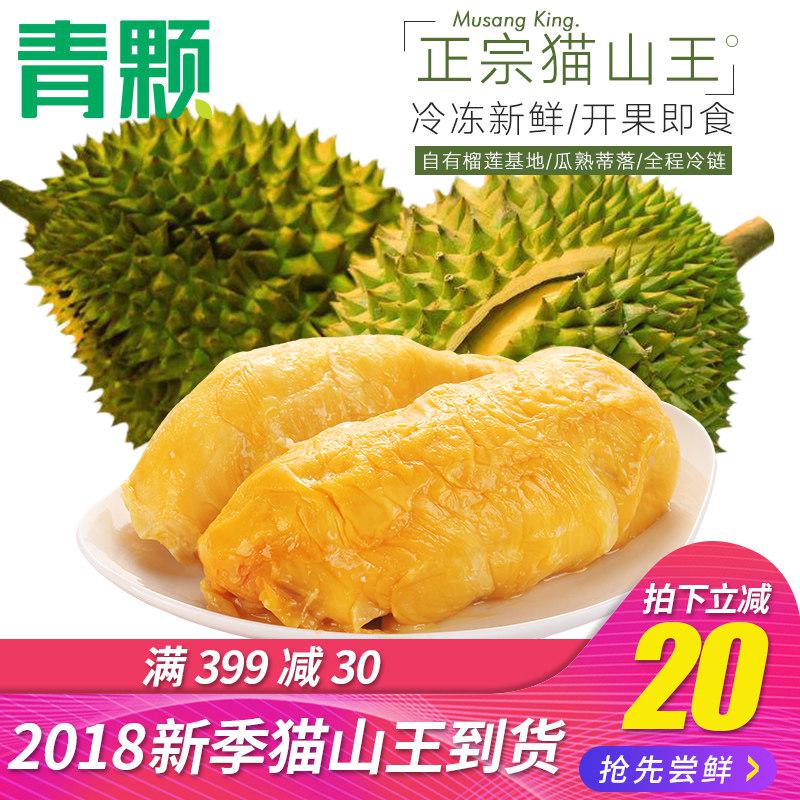 青颗
Musang King.
正宗猫山王
冷冻新鲜/开果即食
自有榴莲基地/瓜熟蒂落/全程冷链
拍下立减
20
满 399 减 30
2018新季猫山王到货
抢先尝鲜